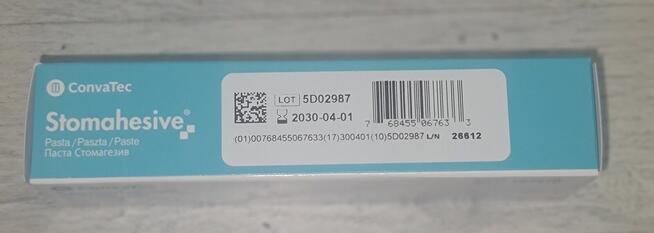 ConvaTec
Stomahesive®
Pasta / Paszta / Paste
Паста Стомагезив
LOT 5D02987
2030-04-01
7 68455 06763 3
(01)00768455067633(17)300401(10)5D02987 L/N 26612